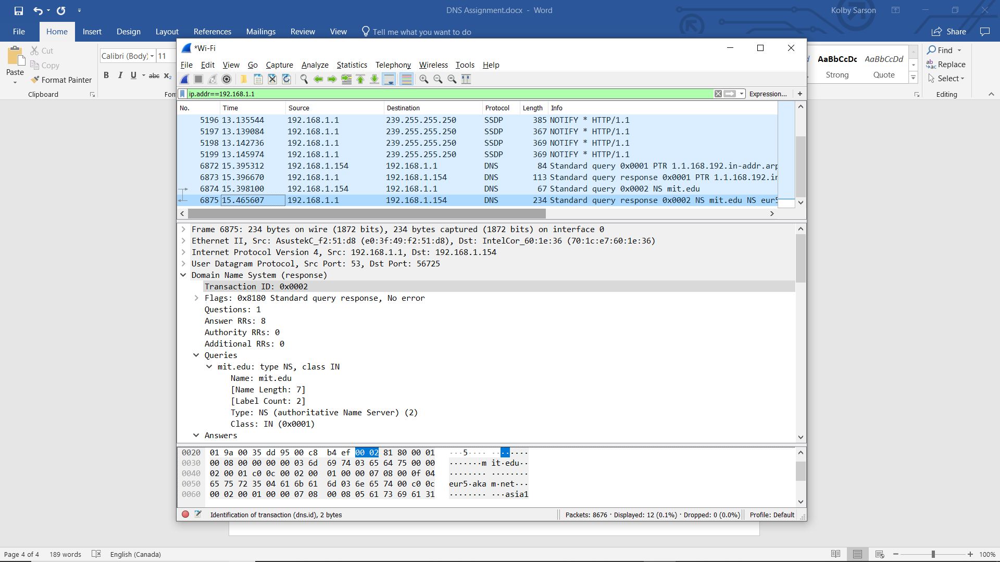 DNS Assignment.docx - Word
Kolby Sarson
File Home Insert Design Layout References Mailings Review View Tell me what you want to do
Share
Paste
Cut
Copy
Format Painter
Clipboard
Calibri (Body)
11
B I U abc X₂
AaBbCcDc AaBbCcDd
Strong Quote
Find
Replace
Select
Editing
*Wi-Fi
File Edit View Go Capture Analyze Statistics Telephony Wireless Tools Help
ip.addr==192.168.1.1
Expression... +
No. Time Source Destination Protocol Length Info
5196 13.135544 192.168.1.1 239.255.255.250 SSDP 385 NOTIFY * HTTP/1.1
5197 13.139084 192.168.1.1 239.255.255.250 SSDP 367 NOTIFY * HTTP/1.1
5198 13.142736 192.168.1.1 239.255.255.250 SSDP 369 NOTIFY * HTTP/1.1
5199 13.145974 192.168.1.1 239.255.255.250 SSDP 369 NOTIFY * HTTP/1.1
6872 15.395312 192.168.1.154 192.168.1.1 DNS 84 Standard query 0x0001 PTR 1.1.168.192.in-addr.arp
6873 15.396670 192.168.1.1 192.168.1.154 DNS 113 Standard query response 0x0001 PTR 1.1.168.192.ir
6874 15.398100 192.168.1.154 192.168.1.1 DNS 67 Standard query 0x0002 NS mit.edu
6875 15.465607 192.168.1.1 192.168.1.154 DNS 234 Standard query response 0x0002 NS mit.edu NS eur5
Frame 6875: 234 bytes on wire (1872 bits), 234 bytes captured (1872 bits) on interface 0
Ethernet II, Src: AsustekC_f2:51:d8 (e0:3f:49:f2:51:d8), Dst: IntelCor_60:1e:36 (70:1c:e7:60:1e:36)
Internet Protocol Version 4, Src: 192.168.1.1, Dst: 192.168.1.154
User Datagram Protocol, Src Port: 53, Dst Port: 56725
Domain Name System (response)
Transaction ID: 0x0002
Flags: 0x8180 Standard query response, No error
Questions: 1
Answer RRs: 8
Authority RRs: 0
Additional RRs: 0
Queries
mit.edu: type NS, class IN
Name: mit.edu
[Name Length: 7]
[Label Count: 2]
Type: NS (authoritative Name Server) (2)
Class: IN (0x0001)
Answers
0020 01 9a 00 35 dd 95 00 c8 b4 ef 00 02 81 80 00 01 ···5···· ········
0030 00 08 00 00 00 00 03 6d 69 74 03 65 64 75 00 00 ·······m it·edu··
0040 02 00 01 c0 0c 00 02 00 01 00 00 07 08 00 0f 04 ········ ········
0050 65 75 72 35 04 61 6b 61 6d 03 6e 65 74 00 c0 0c eur5·aka m·net···
0060 00 02 00 01 00 00 07 08 00 08 05 61 73 69 61 31 ········ ···asia1
Identification of transaction (dns.id), 2 bytes
Packets: 8676 · Displayed: 12 (0.1%) · Dropped: 0 (0.0%)
Profile: Default
Page 4 of 4 189 words English (Canada)
100%